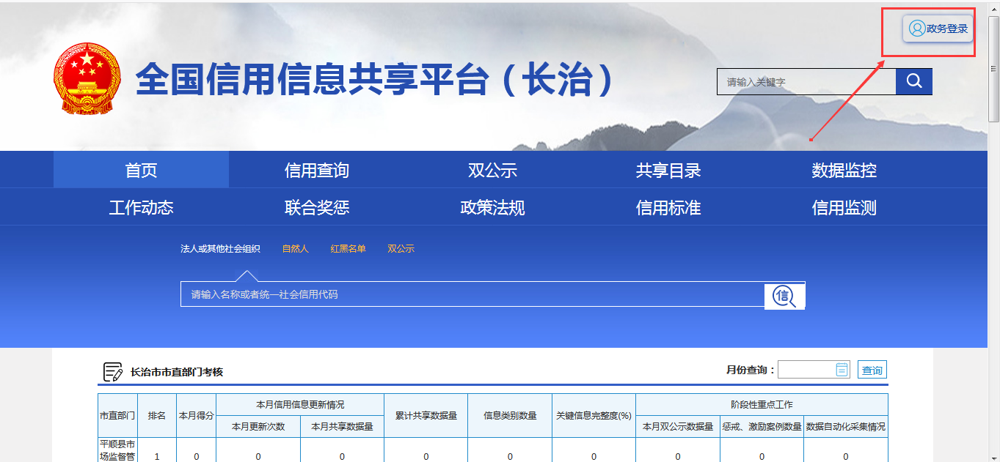 政务登录
全国信用信息共享平台（长治）
请输入关键字
首页 信用查询 双公示 共享目录 数据监控
工作动态 联合奖惩 政策法规 信用标准 信用监测
法人或其他社会组织 自然人 红黑名单 双公示
请输入名称或者统一社会信用代码
信
长治市市直部门考核 月份查询： 查询
市直部门 排名 本月得分 本月信用信息更新情况 累计共享数据量 信息类别数量 关键信息完整度(%) 阶段性重点工作
本月更新次数 本月共享数据量 本月双公示数据量 惩戒、激励案例数量 数据自动化采集情况
平顺县市
场监督管 1 0 0 0 0 0 0 0 0 0